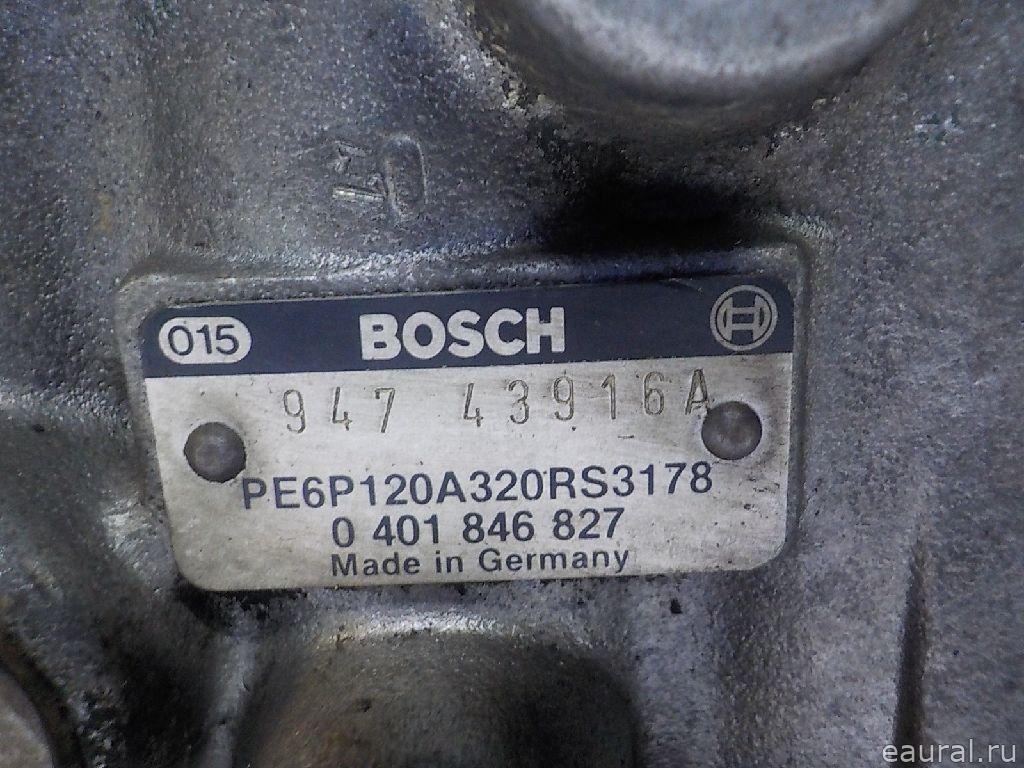 015 BOSCH
947 43916A
PE6P120A320RS3178
0 401 846 827
Made in Germany
eaural.ru